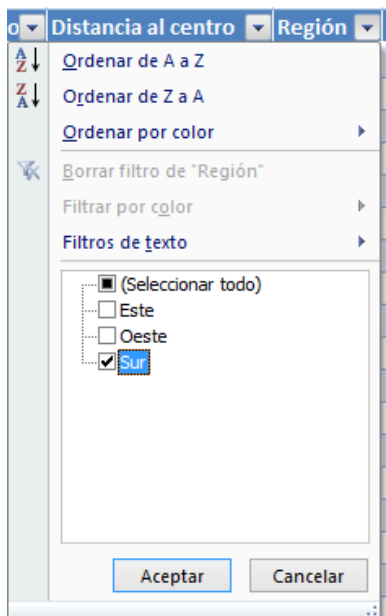 o Distancia al centro Región
Ordenar de A a Z
Ordenar de Z a A
Ordenar por color
Borrar filtro de "Región"
Filtrar por color
Filtros de texto
(Seleccionar todo)
Este
Oeste
Sur
Aceptar Cancelar